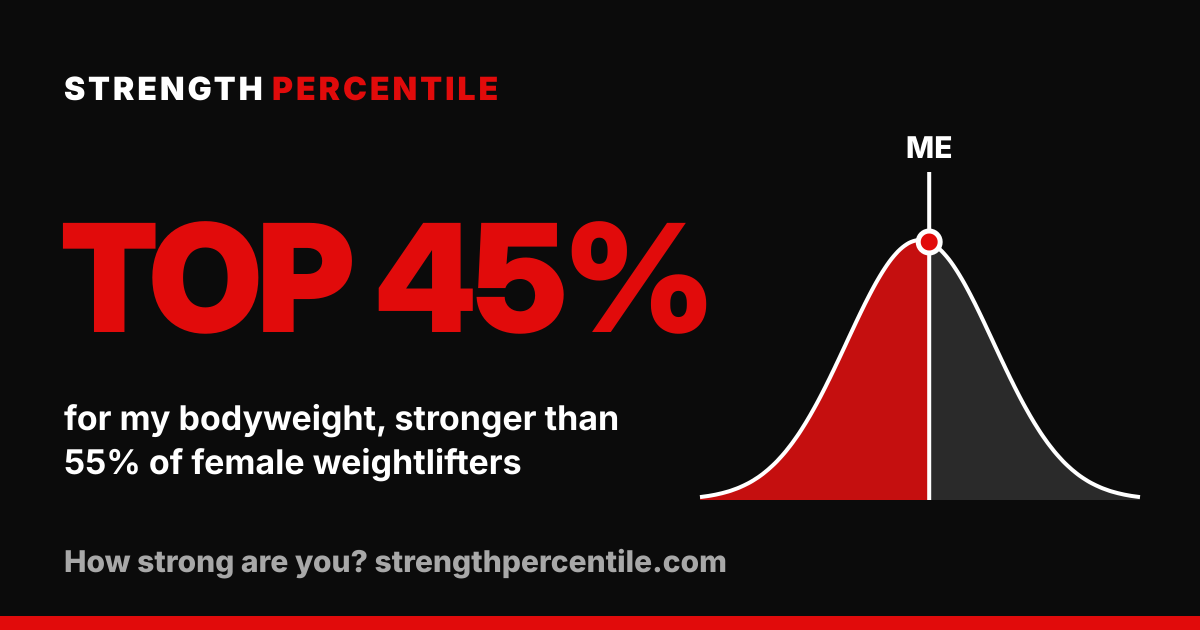 STRENGTH PERCENTILE
ME
TOP 45%
for my bodyweight, stronger than
55% of female weightlifters
How strong are you? strengthpercentile.com